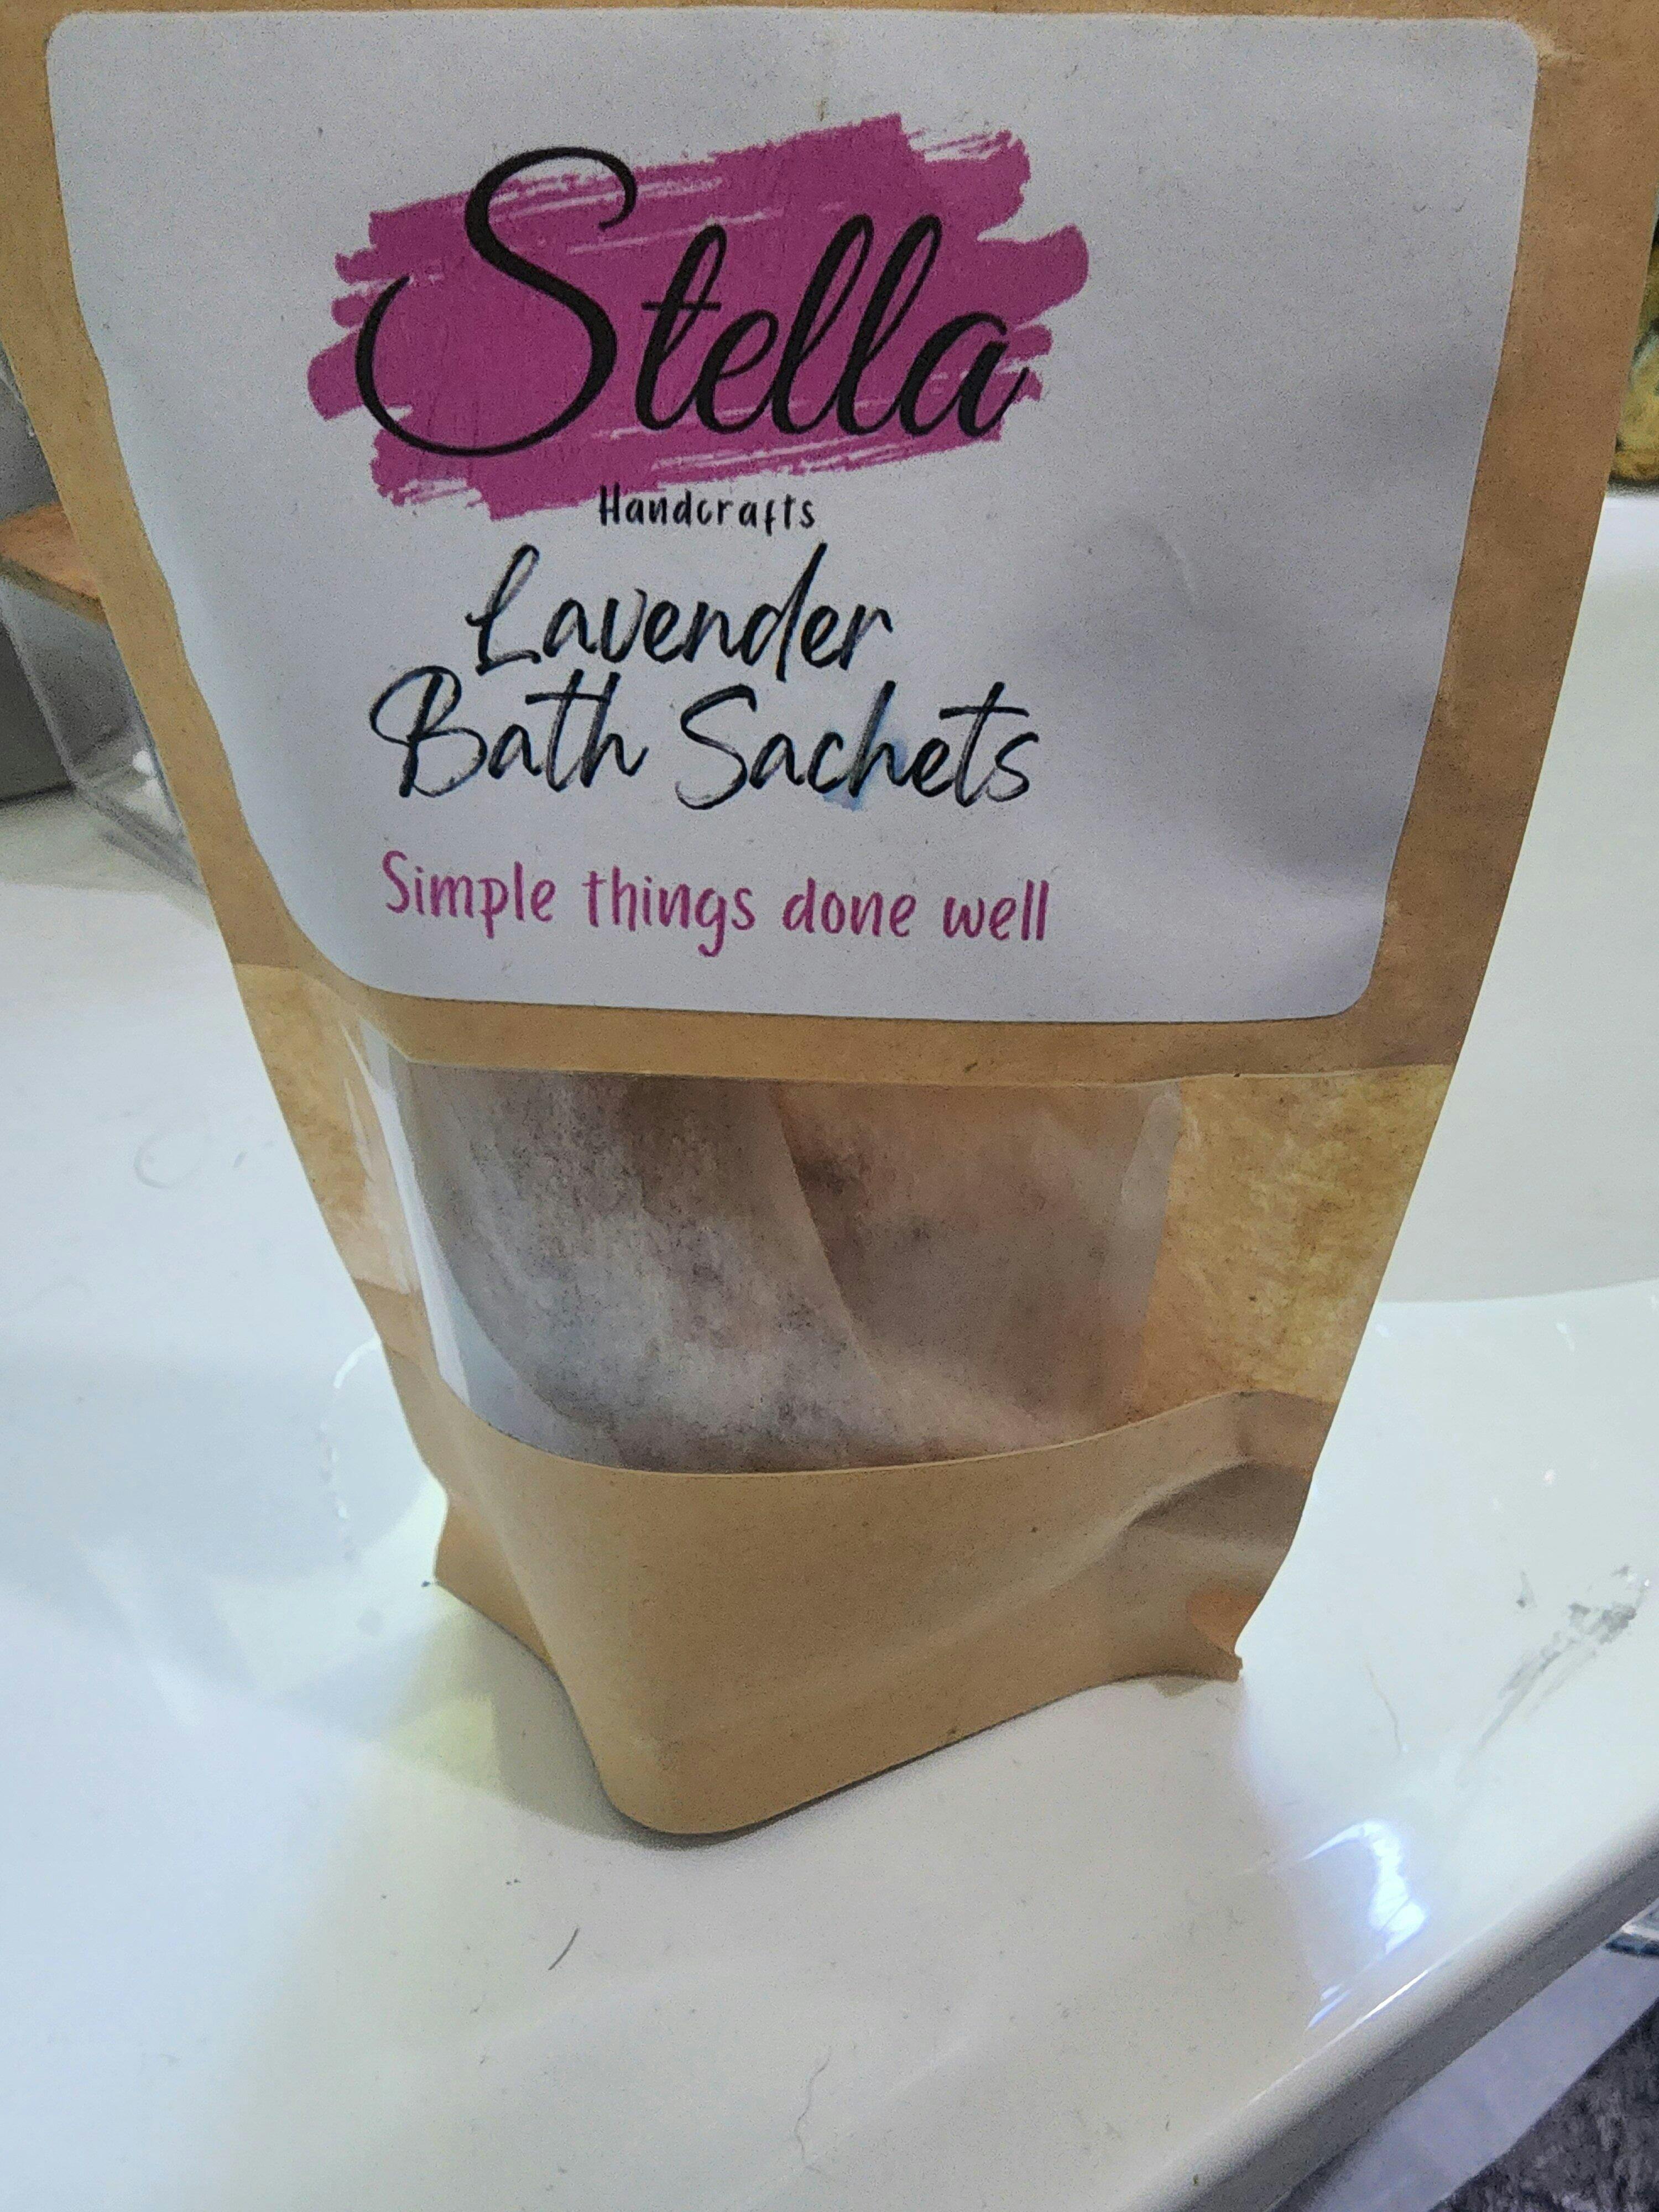 Stella
Handcrafts
Lavender
Bath Sachets
Simple things done well